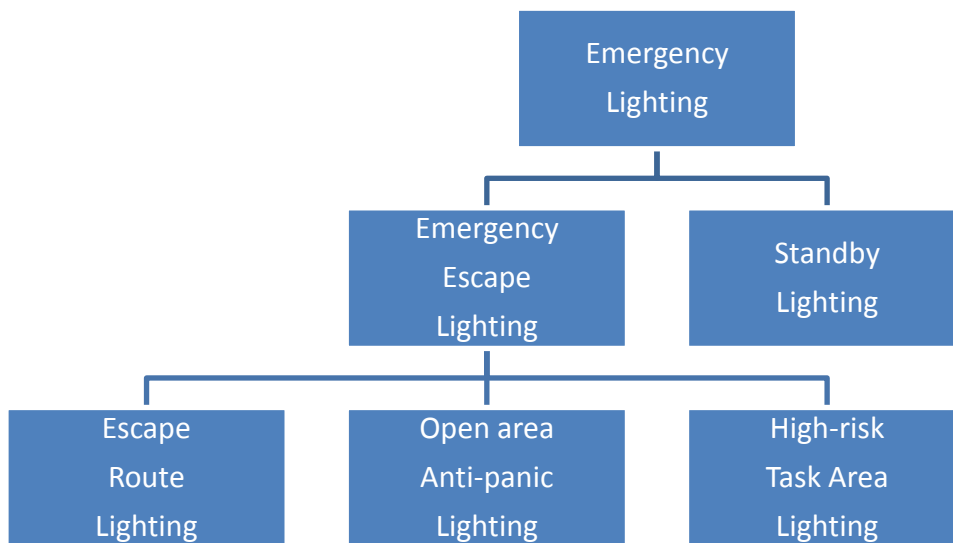 Emergency
Lighting
Emergency
Escape
Lighting
Standby
Lighting
Escape
Route
Lighting
Open area
Anti-panic
Lighting
High-risk
Task Area
Lighting